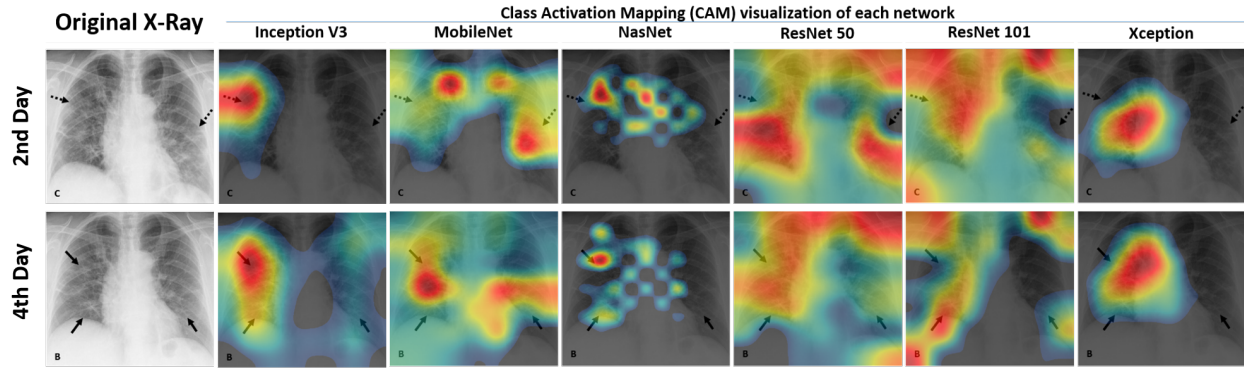 Original X-Ray
Class Activation Mapping (CAM) visualization of each network
Inception V3 MobileNet NasNet ResNet 50 ResNet 101 Xception
2nd Day
C C C C C C C
4th Day
B B B B B B B